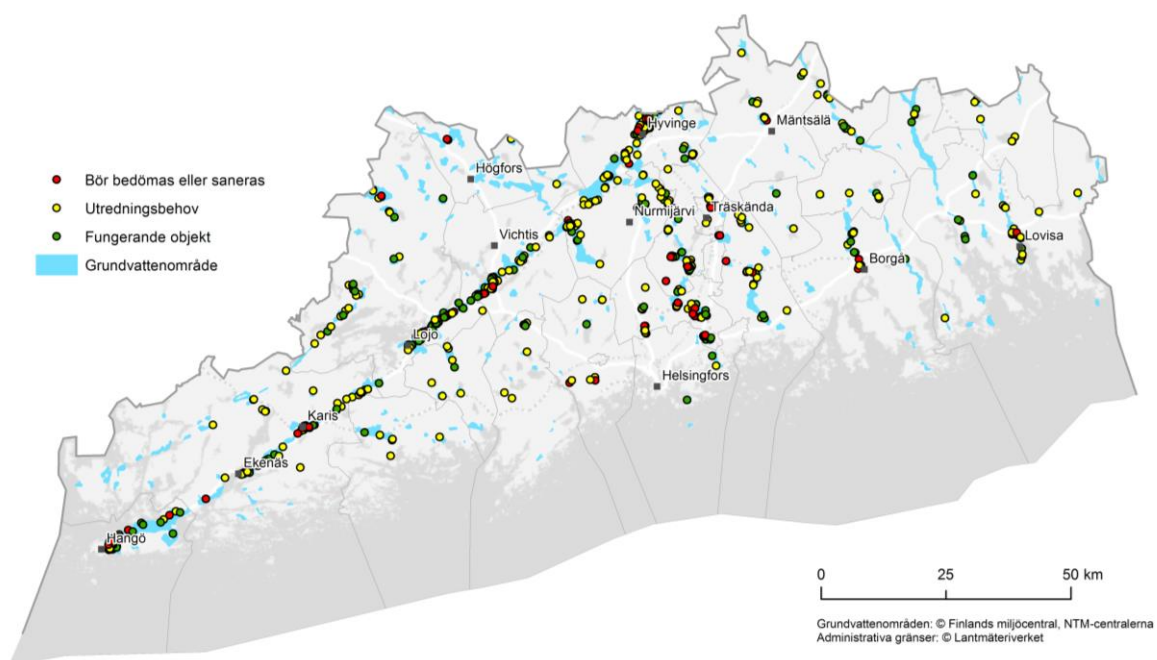 Bör bedömas eller saneras
Utredningsbehov
Fungerande objekt
Grundvattenområde
Hyvinge
Mäntsälä
Högfors
Träskända
Nurmijärvi
Vichtis
Lovisa
Borgå
Lojo
Helsingfors
Karis
Ekenäs
Hangö
0 25 50 km
Grundvattenområden: © Finlands miljöcentral, NTM-centralerna
Administrativa gränser: © Lantmäteriverket